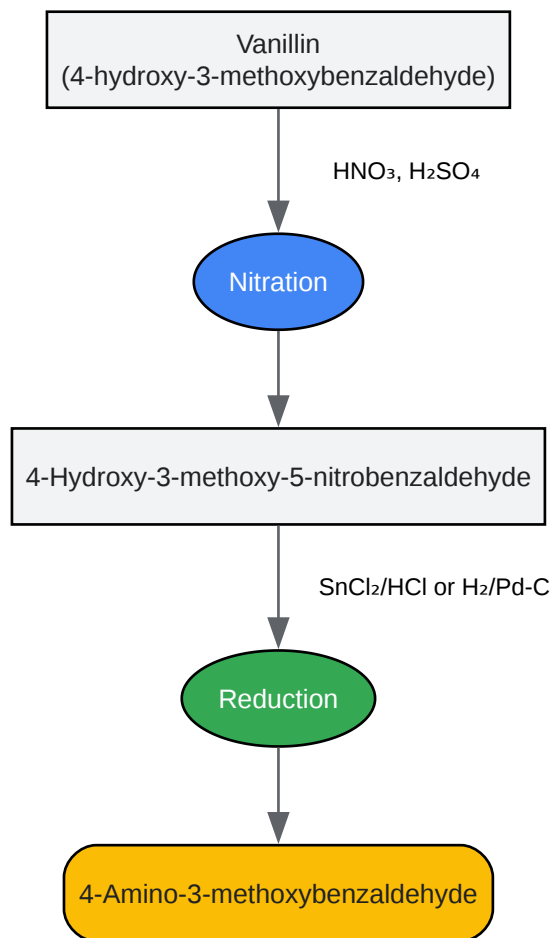 Vanillin
(4-hydroxy-3-methoxybenzaldehyde)
HNO₃, H₂SO₄
Nitration
4-Hydroxy-3-methoxy-5-nitrobenzaldehyde
SnCl₂/HCl or H₂/Pd-C
Reduction
4-Amino-3-methoxybenzaldehyde